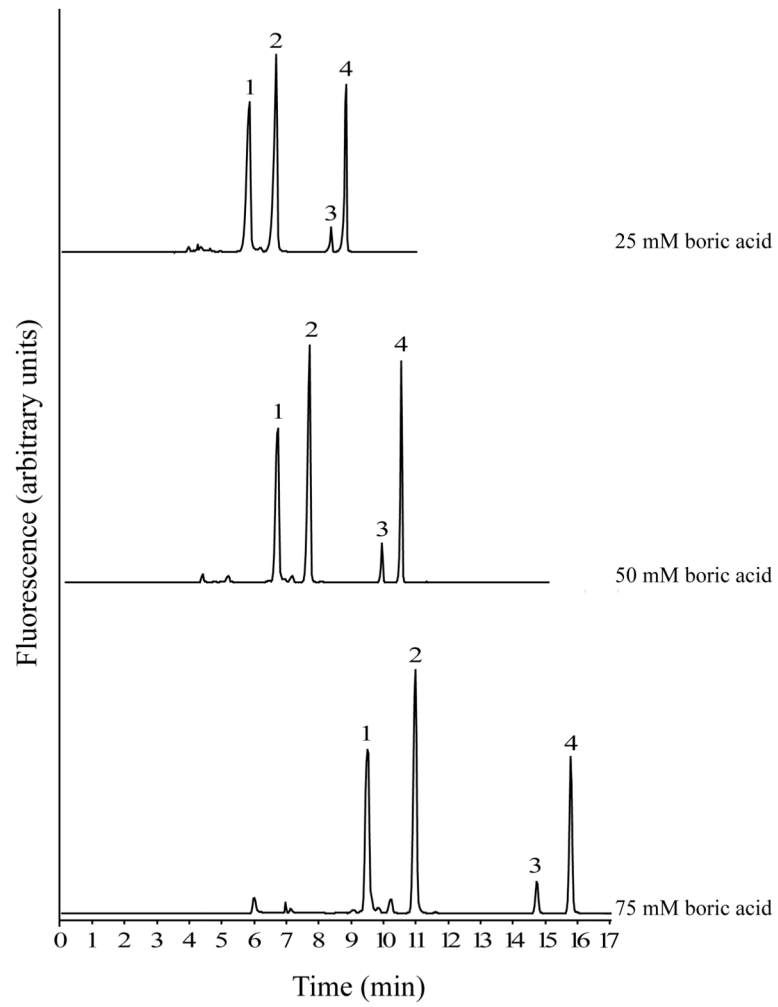 1
2
3
4
25 mM boric acid
1
2
3
4
50 mM boric acid
1
2
3
4
75 mM boric acid
0 1 2 3 4 5 6 7 8 9 10 11 12 13 14 15 16 17
Time (min)
Fluorescence (arbitrary units)